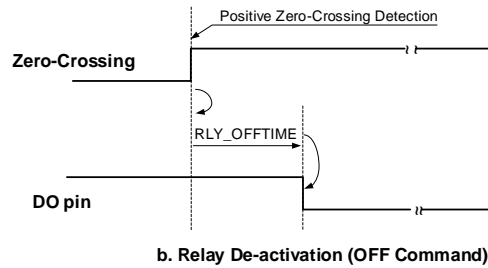 Positive Zero-Crossing Detection
Zero-Crossing
RLY_OFFTIME
DO pin
b. Relay De-activation (OFF Command)